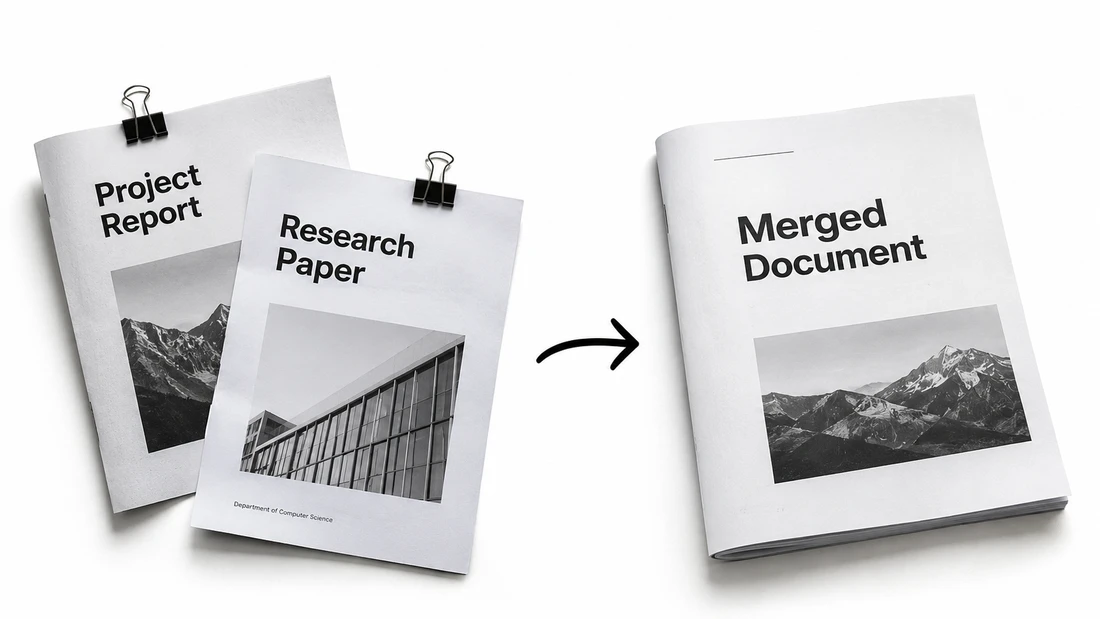 Project
Report
Research
Paper
Department of Computer Science
Merged
Document